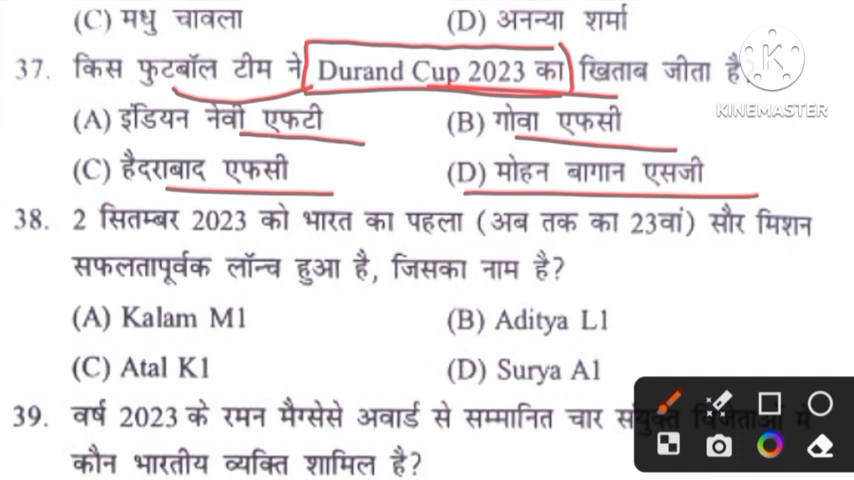 (C) मधु चावला (D) अनन्या शर्मा
37. किस फुटबॉल टीम ने Durand Cup 2023 का खिताब जीता है?
KINEMASTER
(A) इंडियन नेवी एफटी (B) गोवा एफसी
(C) हैदराबाद एफसी (D) मोहन बागान एसजी
38. 2 सितम्बर 2023 को भारत का पहला (अब तक का 23वां) सौर मिशन
सफलतापूर्वक लॉन्च हुआ है, जिसका नाम है?
(A) Kalam M1 (B) Aditya L1
(C) Atal K1 (D) Surya A1
39. वर्ष 2023 के रमन मैग्सेसे अवार्ड से सम्मानित चार संयुक्त विजेताओं में
कौन भारतीय व्यक्ति शामिल है?